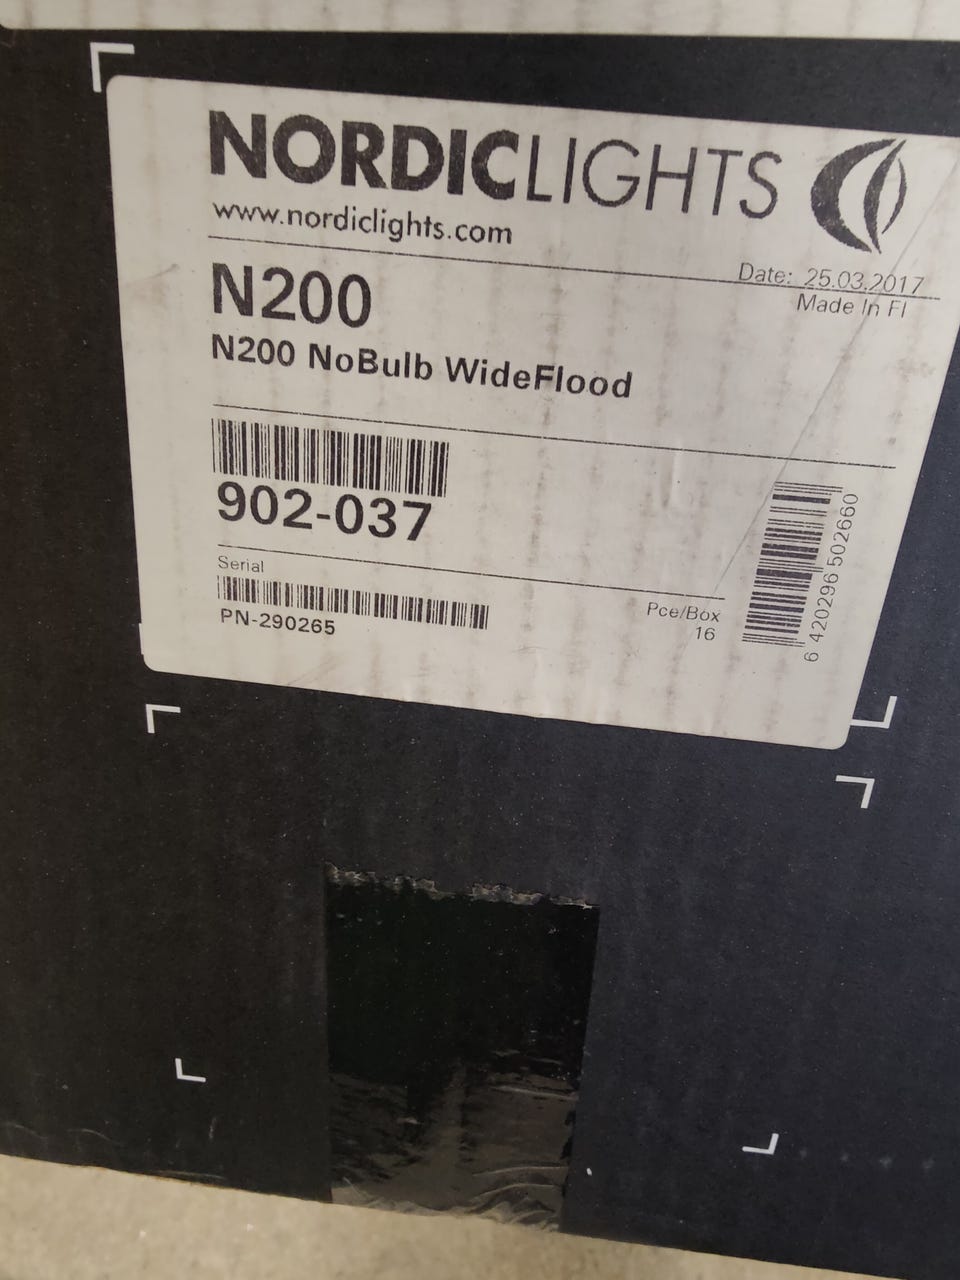 NORDICLIGHTS
www.nordiclights.com
Date: 25.03.2017
Made In FI
N200
N200 NoBulb WideFlood
902-037
Serial
PN-290265
Pce/Box
16
6 420296 502660